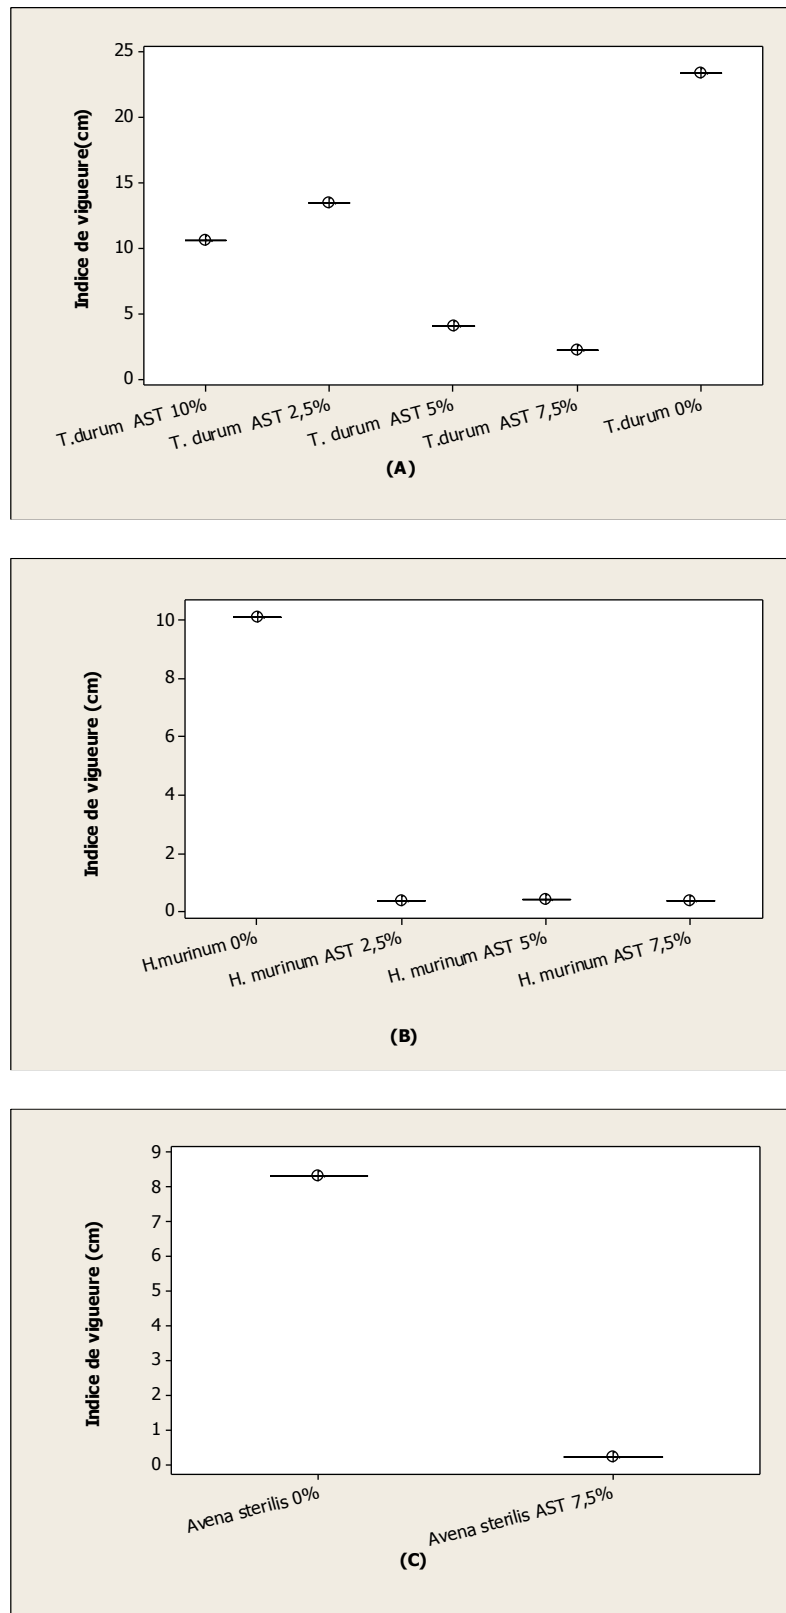 25
20
15
10
5
0
Indice de vigueure(cm)
T.durum AST 10%
T. durum AST 2,5%
T. durum AST 5%
T.durum AST 7,5%
T.durum 0%
(A)
10
8
6
4
2
0
Indice de vigueure (cm)
H.murinum 0%
H. murinum AST 2,5%
H. murinum AST 5%
H. murinum AST 7,5%
(B)
9
8
7
6
5
4
3
2
1
0
Indice de vigueure (cm)
Avena sterilis 0%
Avena sterilis AST 7,5%
(C)